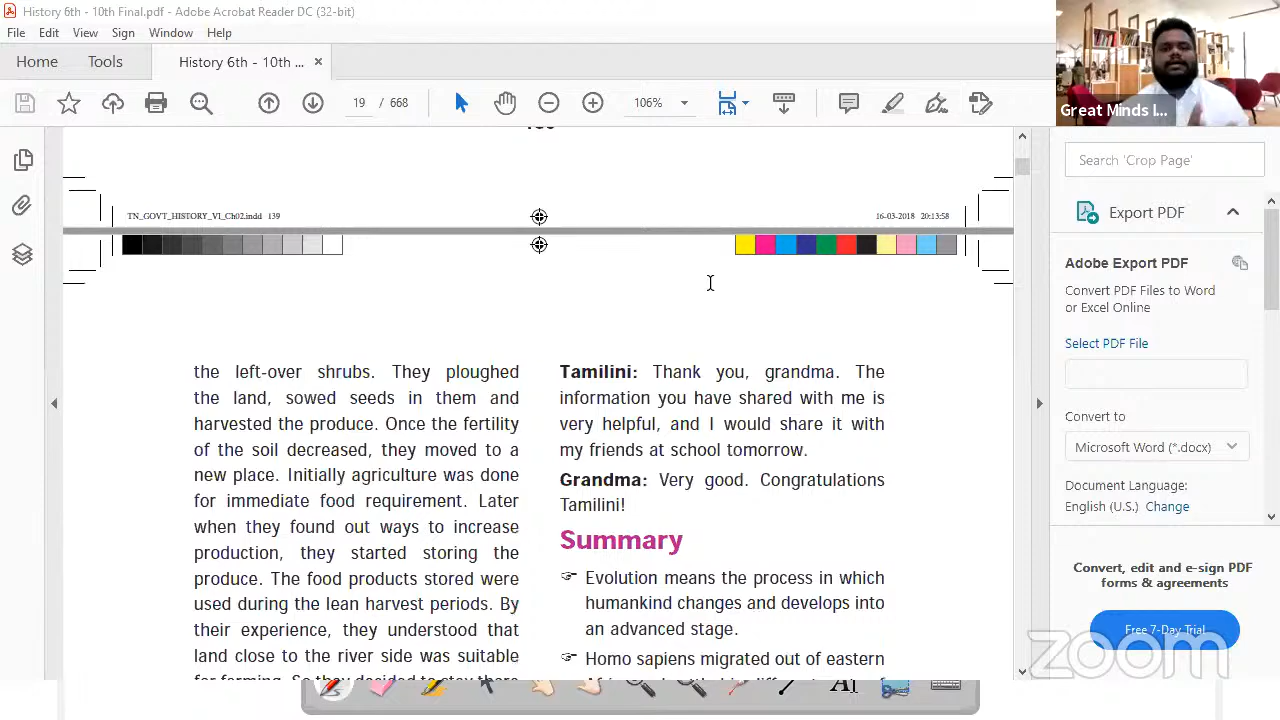 History 6th - 10th Final.pdf - Adobe Acrobat Reader DC (32-bit)
File Edit View Sign Window Help
Home Tools History 6th - 10th ... ×
19 / 668 106%
Great Minds I...
Search 'Crop Page'
TN_GOVT_HISTORY_VI_Ch02.indd 139 16-03-2018 20:13:58
Export PDF
Adobe Export PDF
Convert PDF Files to Word
or Excel Online
Select PDF File
Convert to
Microsoft Word (*.docx)
Document Language:
English (U.S.) Change
Convert, edit and e-sign PDF
forms & agreements
Free 7-Day Trial
the left-over shrubs. They ploughed
the land, sowed seeds in them and
harvested the produce. Once the fertility
of the soil decreased, they moved to a
new place. Initially agriculture was done
for immediate food requirement. Later
when they found out ways to increase
production, they started storing the
produce. The food products stored were
used during the lean harvest periods. By
their experience, they understood that
land close to the river side was suitable
Tamilini: Thank you, grandma. The
information you have shared with me is
very helpful, and I would share it with
my friends at school tomorrow.
Grandma: Very good. Congratulations
Tamilini!
Summary
Evolution means the process in which
humankind changes and develops into
an advanced stage.
Homo sapiens migrated out of eastern
zoom